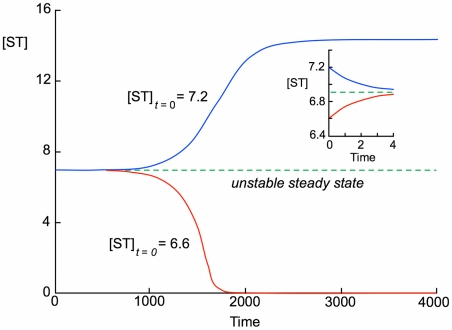 16
[ST]
12
8
4
0
[ST]t = 0 = 7.2
unstable steady state
[ST]t = 0 = 6.6
0
1000
2000
3000
4000
Time
7.2
[ST]
6.8
6.4
0
2
4
Time